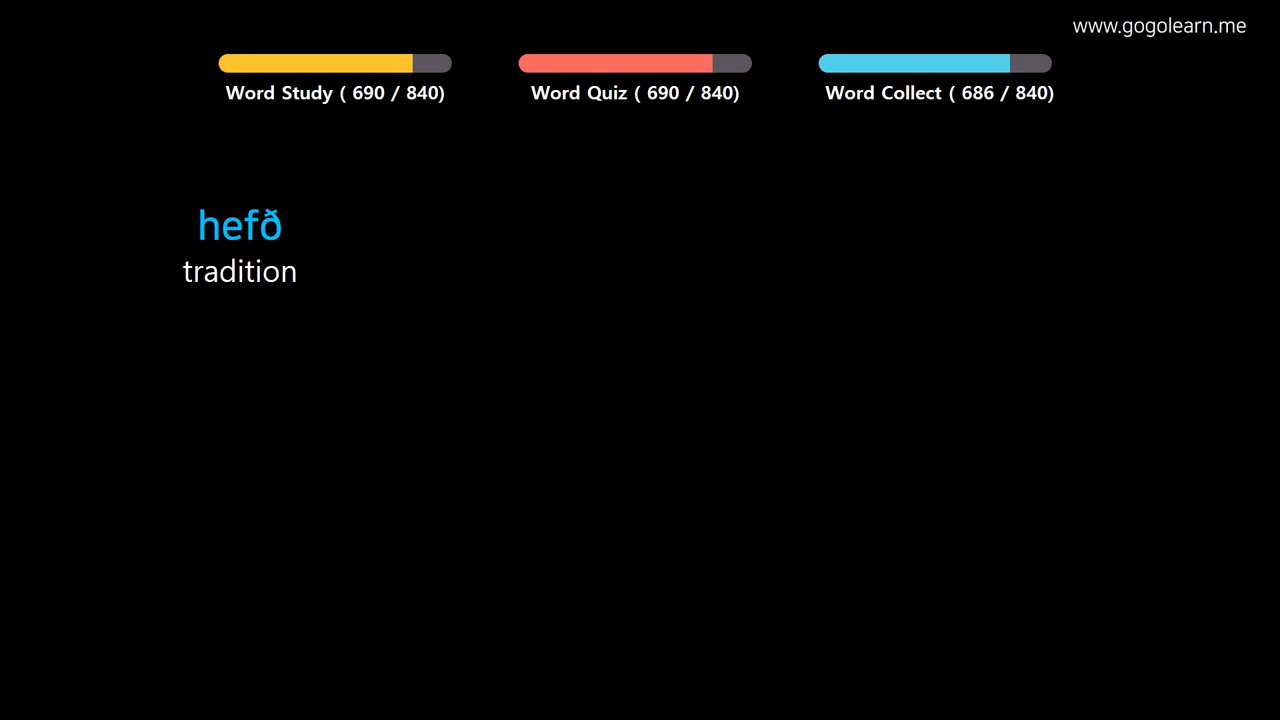 www.gogolearn.me
Word Study ( 690 / 840)
Word Quiz ( 690 / 840)
Word Collect ( 686 / 840)
hefð
tradition